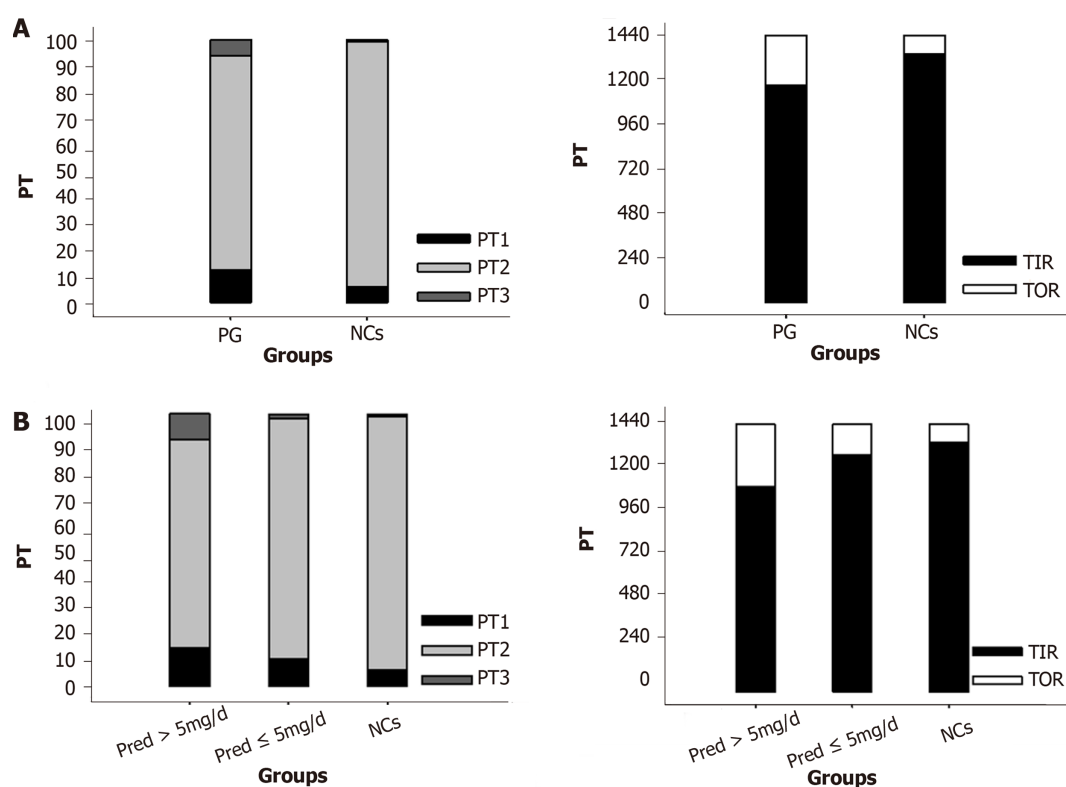 A
100
90
80
70
60
50
40
30
20
10
0
PT
PT1
PT2
PT3
PG
NCs
Groups
1440
1200
960
720
480
240
0
PT
TIR
TOR
PG
NCs
Groups
B
100
90
80
70
60
50
40
30
20
10
0
PT
PT1
PT2
PT3
Pred > 5mg/d
Pred ≤ 5mg/d
NCs
Groups
1440
1200
960
720
480
240
0
PT
TIR
TOR
Pred > 5mg/d
Pred ≤ 5mg/d
NCs
Groups